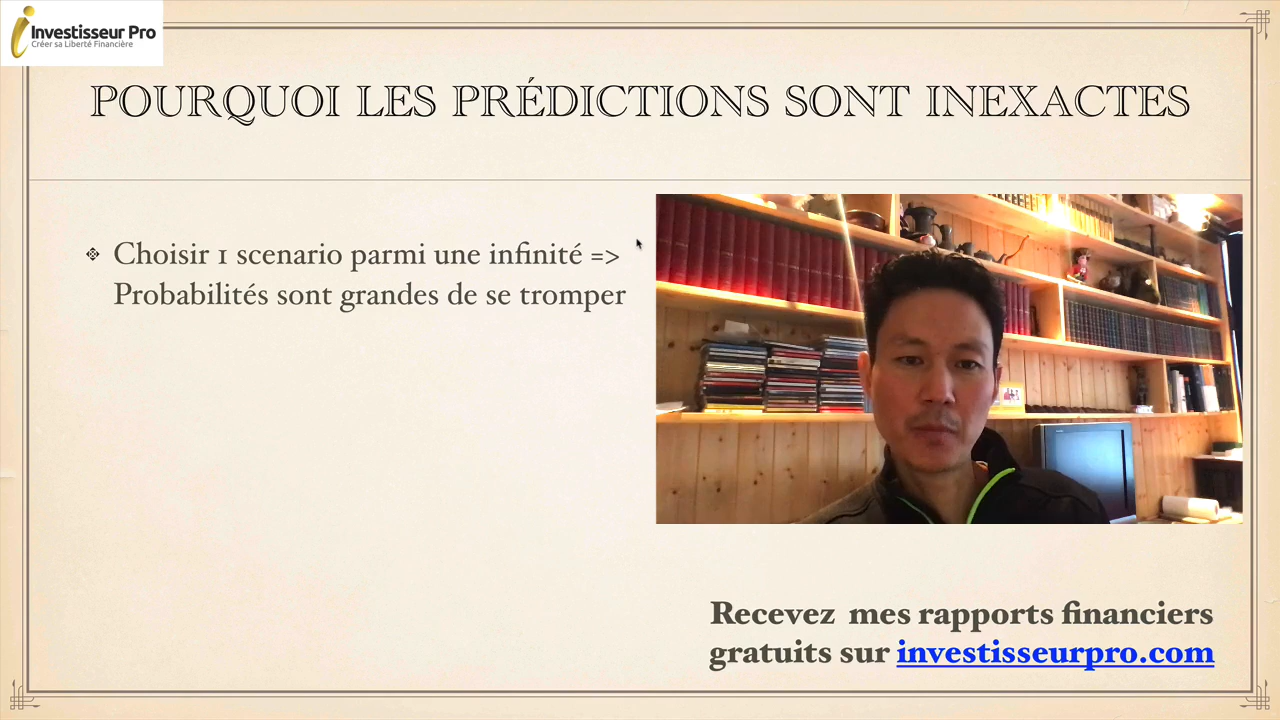 Investisseur Pro
Créer sa Liberté Financière
POURQUOI LES PRÉDICTIONS SONT INEXACTES
Choisir 1 scenario parmi une infinité =>
Probabilités sont grandes de se tromper
Recevez mes rapports financiers
gratuits sur investisseurpro.com